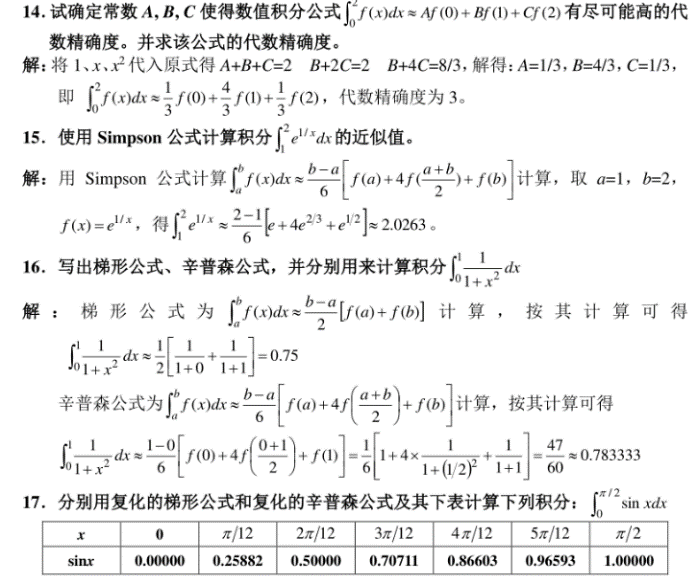 14. 试确定常数 A, B, C 使得数值积分公式 ∫₀² f(x)dx ≈ Af(0) + Bf(1) + Cf(2) 有尽可能高的代
数精确度。并求该公式的代数精确度。
解: 将 1、x、x² 代入原式得 A+B+C=2 B+2C=2 B+4C=8/3, 解得: A=1/3, B=4/3, C=1/3,
即 ∫₀² f(x)dx ≈ 1/3 f(0) + 4/3 f(1) + 1/3 f(2), 代数精确度为 3。
15. 使用 Simpson 公式计算积分 ∫₁² e^{1/x}dx 的近似值。
解: 用 Simpson 公式计算 ∫ₐᵇ f(x)dx ≈ (b−a)/6 [f(a) + 4f((a+b)/2) + f(b)] 计算, 取 a=1, b=2,
f(x) = e^{1/x}, 得 ∫₁² e^{1/x} ≈ (2−1)/6 [e + 4e^{2/3} + e^{1/2}] ≈ 2.0263。
16. 写出梯形公式、辛普森公式, 并分别用来计算积分 ∫₀¹ 1/(1+x²) dx
解: 梯形公式为 ∫ₐᵇ f(x)dx ≈ (b−a)/2 [f(a) + f(b)] 计算, 按其计算可得
∫₀¹ 1/(1+x²) dx ≈ 1/2 [1/(1+0) + 1/(1+1)] = 0.75
辛普森公式为 ∫ₐᵇ f(x)dx ≈ (b−a)/6 [f(a) + 4f((a+b)/2) + f(b)] 计算, 按其计算可得
∫₀¹ 1/(1+x²) dx ≈ (1−0)/6 [f(0) + 4f((0+1)/2) + f(1)] = 1/6 [1 + 4× 1/(1+(1/2)²) + 1/(1+1)] = 47/60 ≈ 0.783333
17. 分别用复化的梯形公式和复化的辛普森公式及其下表计算下列积分: ∫₀^{π/2} sin xdx
x 0 π/12 2π/12 3π/12 4π/12 5π/12 π/2
sinx 0.00000 0.25882 0.50000 0.70711 0.86603 0.96593 1.00000